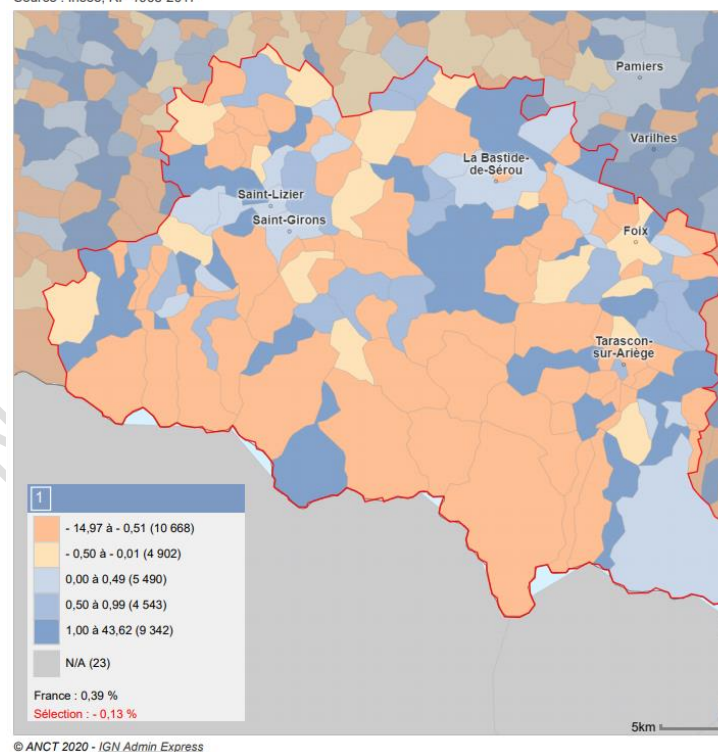 Pamiers
Varilhes
La Bastide-
de-Sérou
Saint-Lizier
Saint-Girons
Foix
Tarascon-
sur-Ariège
1
- 14,97 à - 0,51 (10 668)
- 0,50 à - 0,01 (4 902)
0,00 à 0,49 (5 490)
0,50 à 0,99 (4 543)
1,00 à 43,62 (9 342)
N/A (23)
France : 0,39 %
Sélection : - 0,13 %
5km
© ANCT 2020 - IGN Admin Express